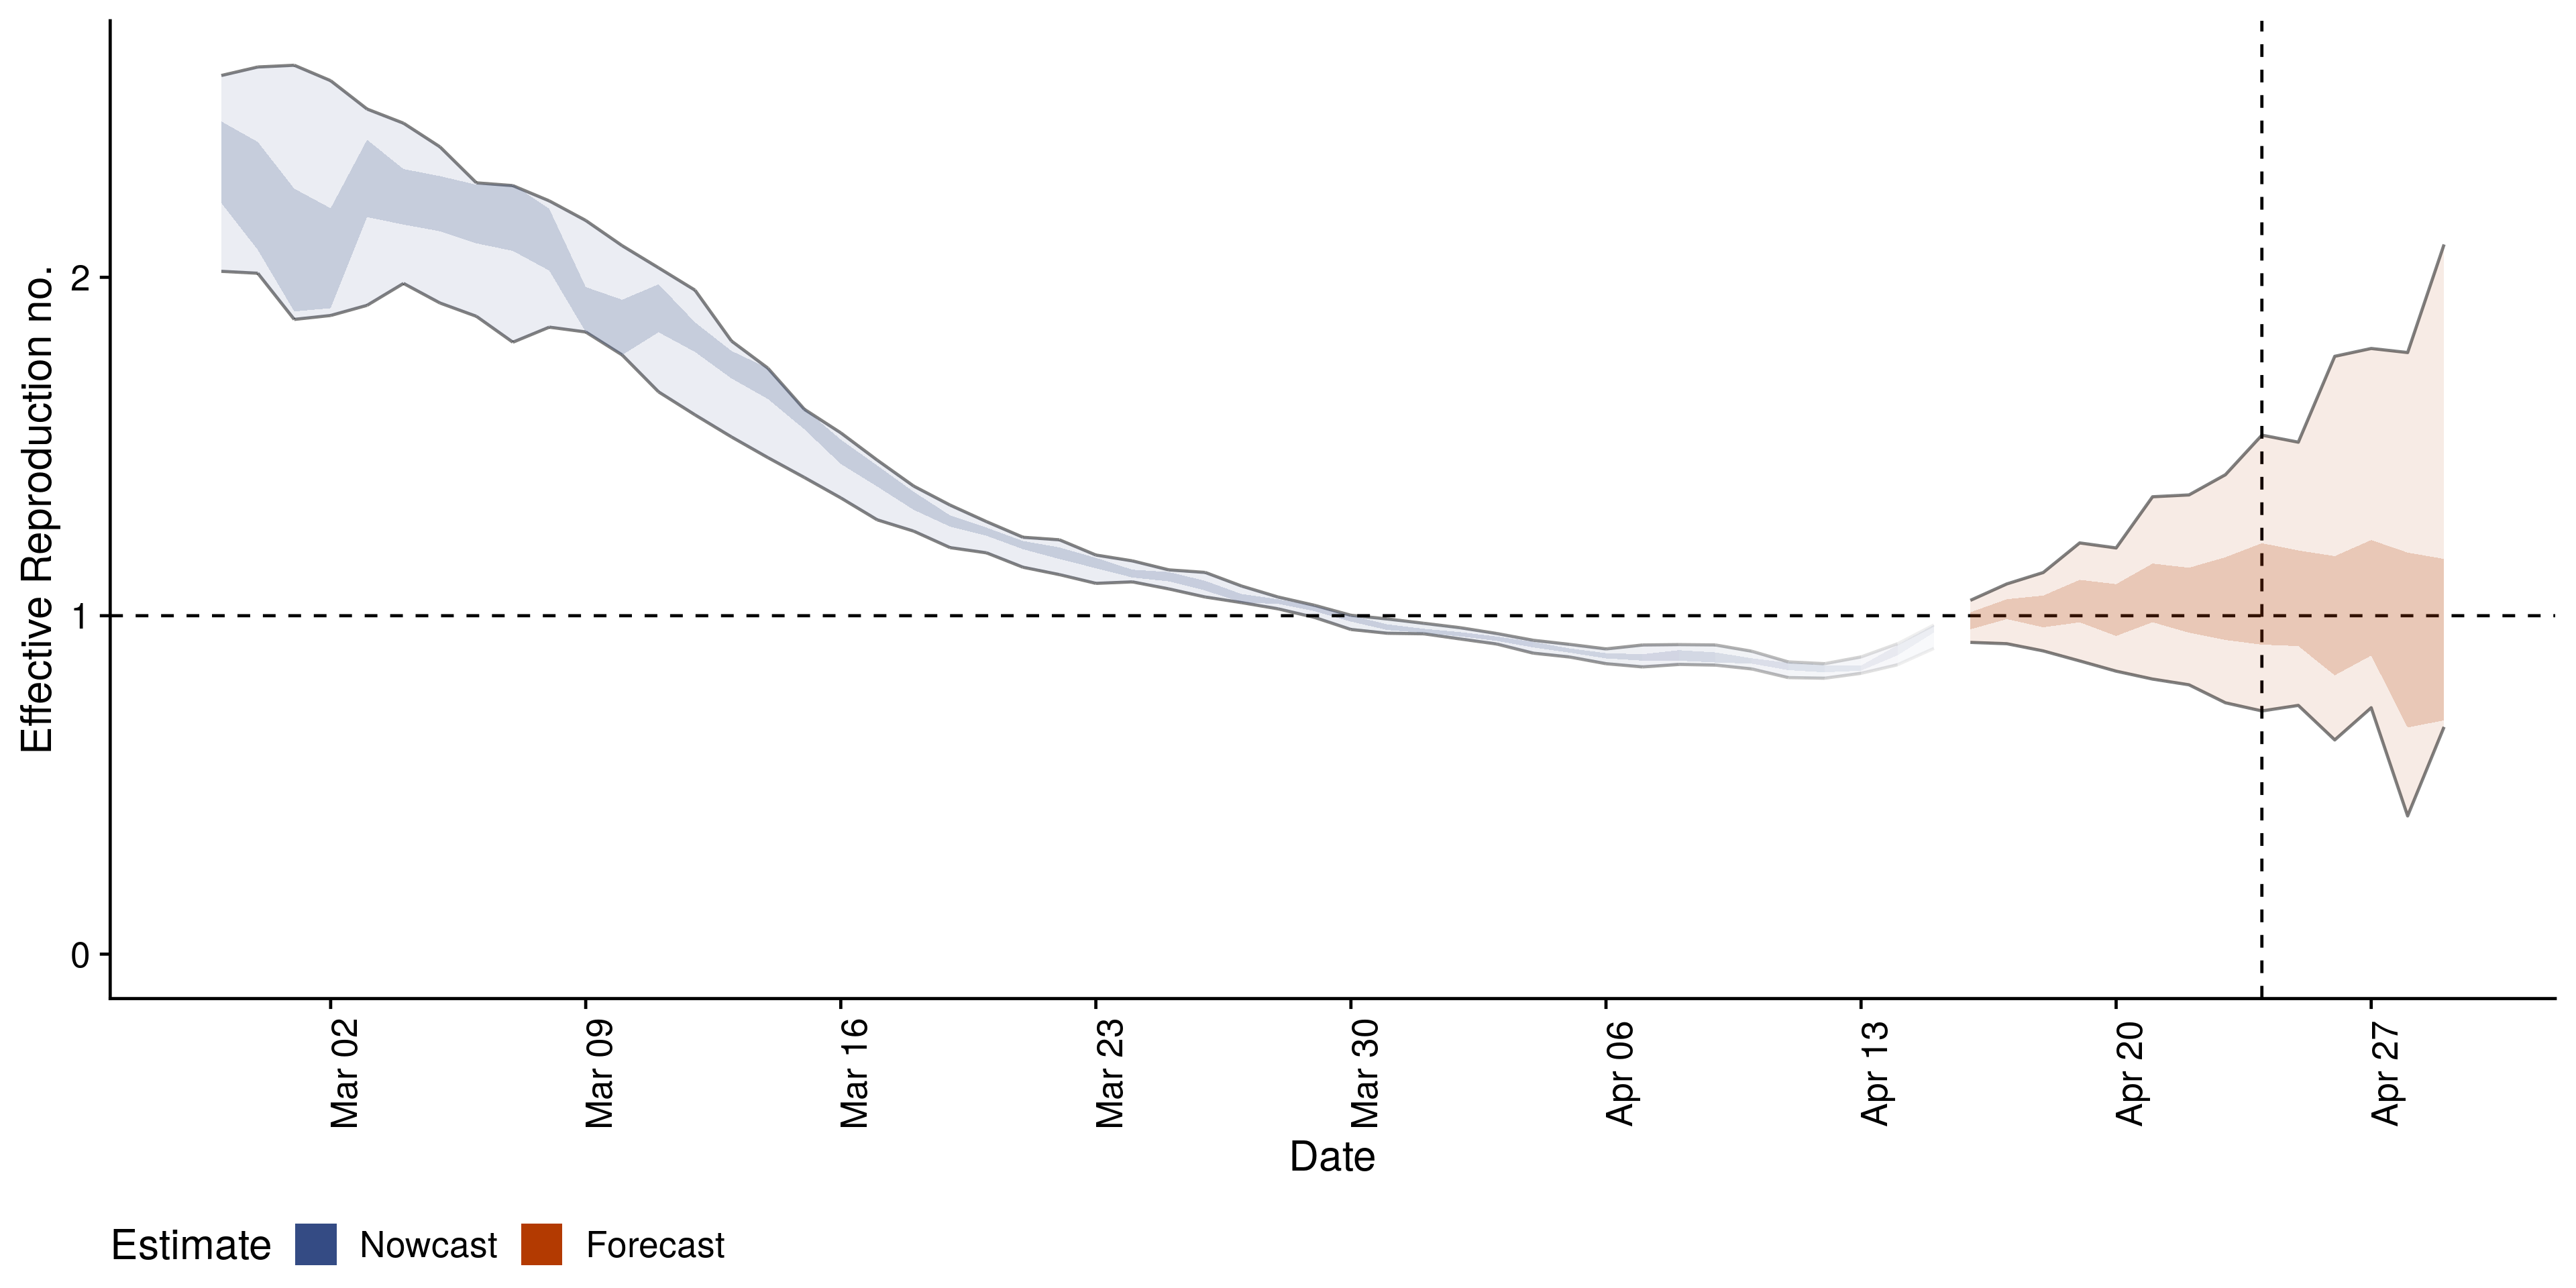 Effective Reproduction no.
2
1
0
Mar 02
Mar 09
Mar 16
Mar 23
Mar 30
Apr 06
Apr 13
Apr 20
Apr 27
Date
Estimate Nowcast Forecast